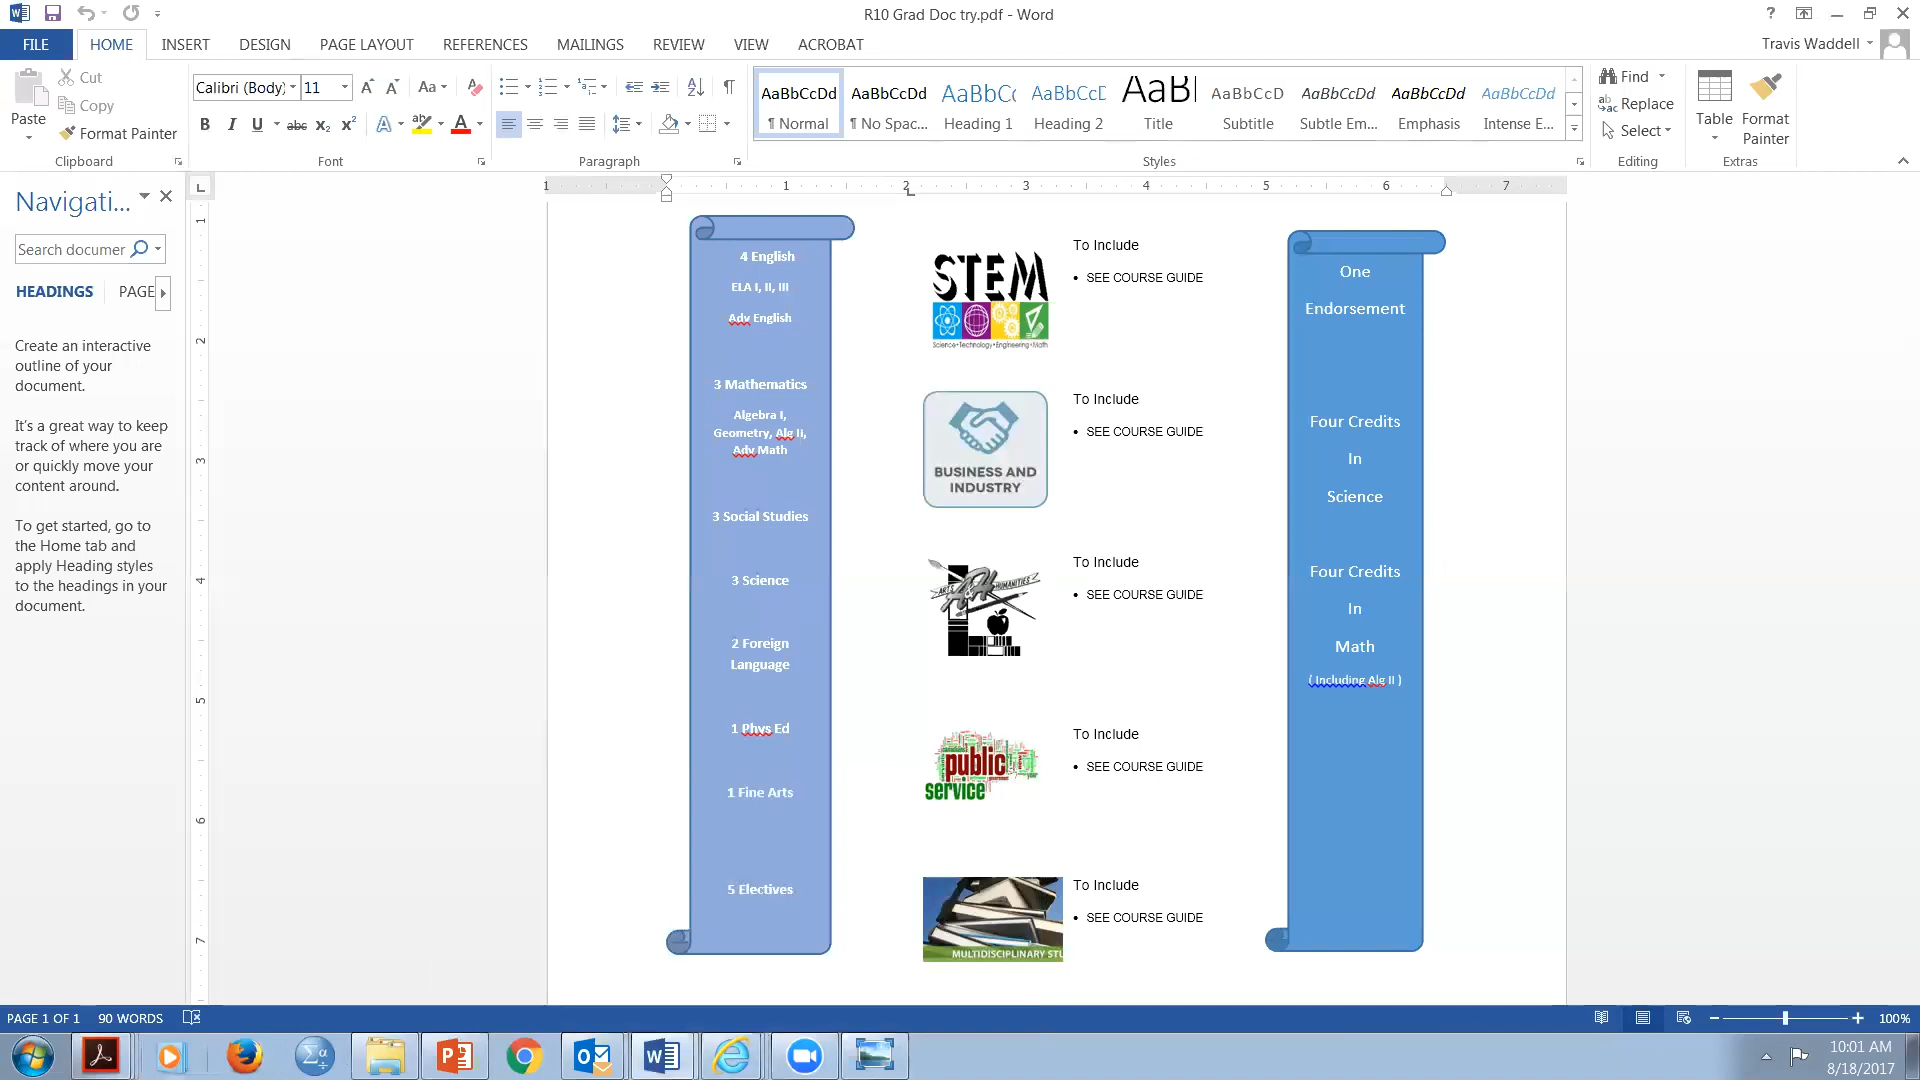 R10 Grad Doc try.pdf - Word
FILE
HOME
INSERT
DESIGN
PAGE LAYOUT
REFERENCES
MAILINGS
REVIEW
VIEW
ACROBAT
Travis Waddell
Paste
Cut
Copy
Format Painter
Clipboard
Calibri (Body)
11
Font
Paragraph
AaBbCcDd
¶ Normal
AaBbCcDd
¶ No Spac...
AaBbCc
Heading 1
AaBbCcD
Heading 2
AaBl
Title
AaBbCcD
Subtitle
AaBbCcDd
Subtle Em...
AaBbCcDd
Emphasis
AaBbCcDd
Intense E...
Styles
Find
Replace
Select
Editing
Table
Format
Painter
Extras
Navigati...
Search documer
HEADINGS
PAGE
Create an interactive
outline of your
document.
It's a great way to keep
track of where you are
or quickly move your
content around.
To get started, go to
the Home tab and
apply Heading styles
to the headings in your
document.
4 English
ELA I, II, III
Adv English
3 Mathematics
Algebra I,
Geometry, Alg II,
Adv Math
3 Social Studies
3 Science
2 Foreign
Language
1 Phys Ed
1 Fine Arts
5 Electives
STEM
Science•Technology•Engineering•Math
To Include
• SEE COURSE GUIDE
BUSINESS AND
INDUSTRY
To Include
• SEE COURSE GUIDE
ARTS A&H HUMANITIES
To Include
• SEE COURSE GUIDE
public
service
To Include
• SEE COURSE GUIDE
MULTIDISCIPLINARY STU
To Include
• SEE COURSE GUIDE
One
Endorsement
Four Credits
In
Science
Four Credits
In
Math
( Including Alg II )
PAGE 1 OF 1
90 WORDS
100%
10:01 AM
8/18/2017